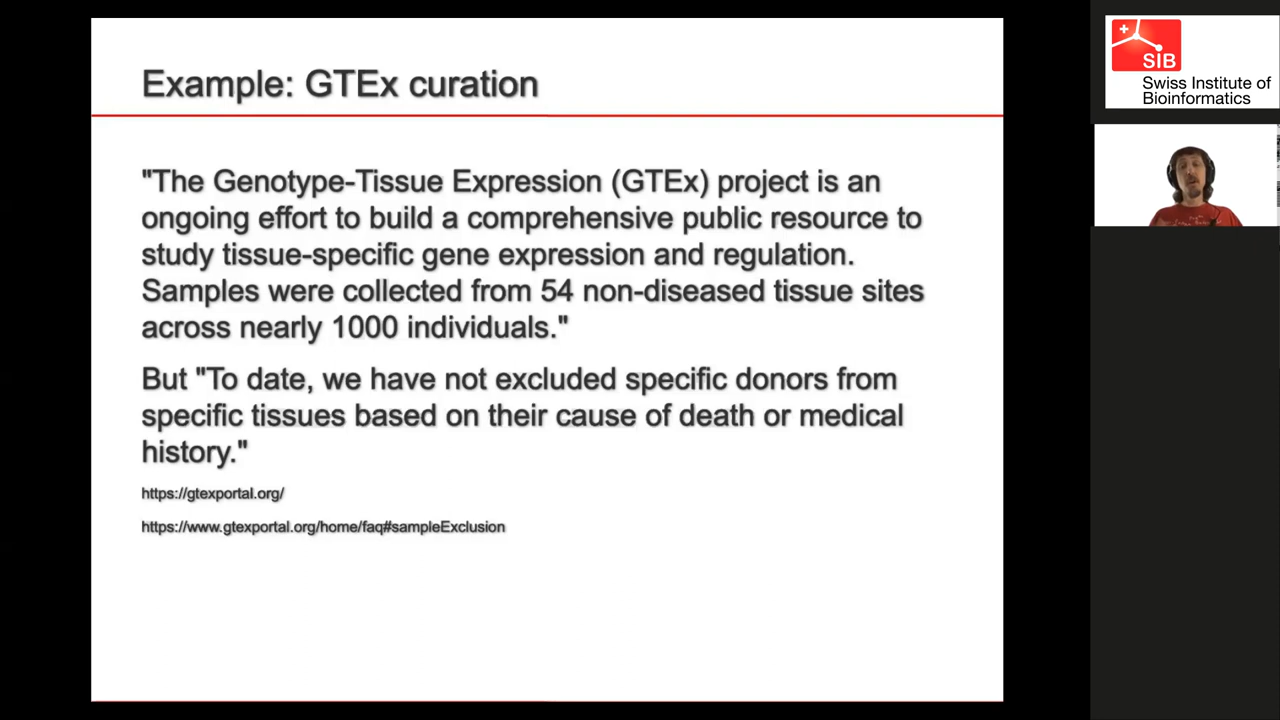 Example: GTEx curation
"The Genotype-Tissue Expression (GTEx) project is an
ongoing effort to build a comprehensive public resource to
study tissue-specific gene expression and regulation.
Samples were collected from 54 non-diseased tissue sites
across nearly 1000 individuals."
But "To date, we have not excluded specific donors from
specific tissues based on their cause of death or medical
history."
https://gtexportal.org/
https://www.gtexportal.org/home/faq#sampleExclusion
SIB
Swiss Institute of
Bioinformatics